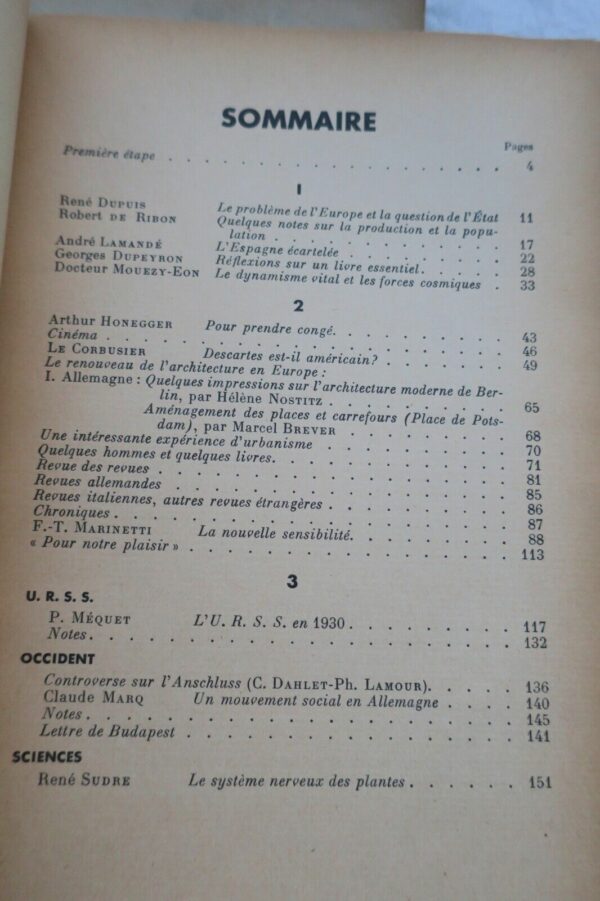 SOMMAIRE
Pages
Première étape . . . . . . . . . . . . . . . . . 4
I
René DUPUIS Le problème de l'Europe et la question de l'État 11
Robert DE RIBON Quelques notes sur la production et la popu-
lation . . . . . . . . . . . . 17
André LAMANDÉ L'Espagne écartelée . . . . . . . . 22
Georges DUPEYRON Réflexions sur un livre essentiel. . . . . 28
Docteur MOUEZY-EON Le dynamisme vital et les forces cosmiques . 33
2
Arthur HONEGGER Pour prendre congé. . . . . . . . . 43
Cinéma . . . . . . . . . . . . . . . . . 46
LE CORBUSIER Descartes est-il américain? . . . . . . . 49
Le renouveau de l'architecture en Europe :
I. Allemagne : Quelques impressions sur l'architecture moderne de Ber-
lin, par Hélène NOSTITZ . . . . . . . . . 65
Aménagement des places et carrefours (Place de Pots-
dam), par Marcel BREVER . . . . . . . . 68
Une intéressante expérience d'urbanisme . . . . . . . . 70
Quelques hommes et quelques livres. . . . . . . . . . 71
Revue des revues . . . . . . . . . . . . . . . 81
Revues allemandes . . . . . . . . . . . . . . 85
Revues italiennes, autres revues étrangères . . . . . . . . 86
Chroniques. . . . . . . . . . . . . . . . . 87
F.-T. MARINETTI La nouvelle sensibilité. . . . . . . . . 88
« Pour notre plaisir » . . . . . . . . . . . . . . 113
3
U. R. S. S.
P. MÉQUET L'U. R. S. S. en 1930 . . . . . . . . 117
Notes. . . . . . . . . . . . . . . . . 132
OCCIDENT
Controverse sur l'Anschluss (C. DAHLET-Ph. LAMOUR). . . . . 136
Claude MARQ Un mouvement social en Allemagne . . . . 140
Notes . . . . . . . . . . . . . . . . . 145
Lettre de Budapest . . . . . . . . . . . . . 141
SCIENCES
René SUDRE Le système nerveux des plantes . . . . . . 151